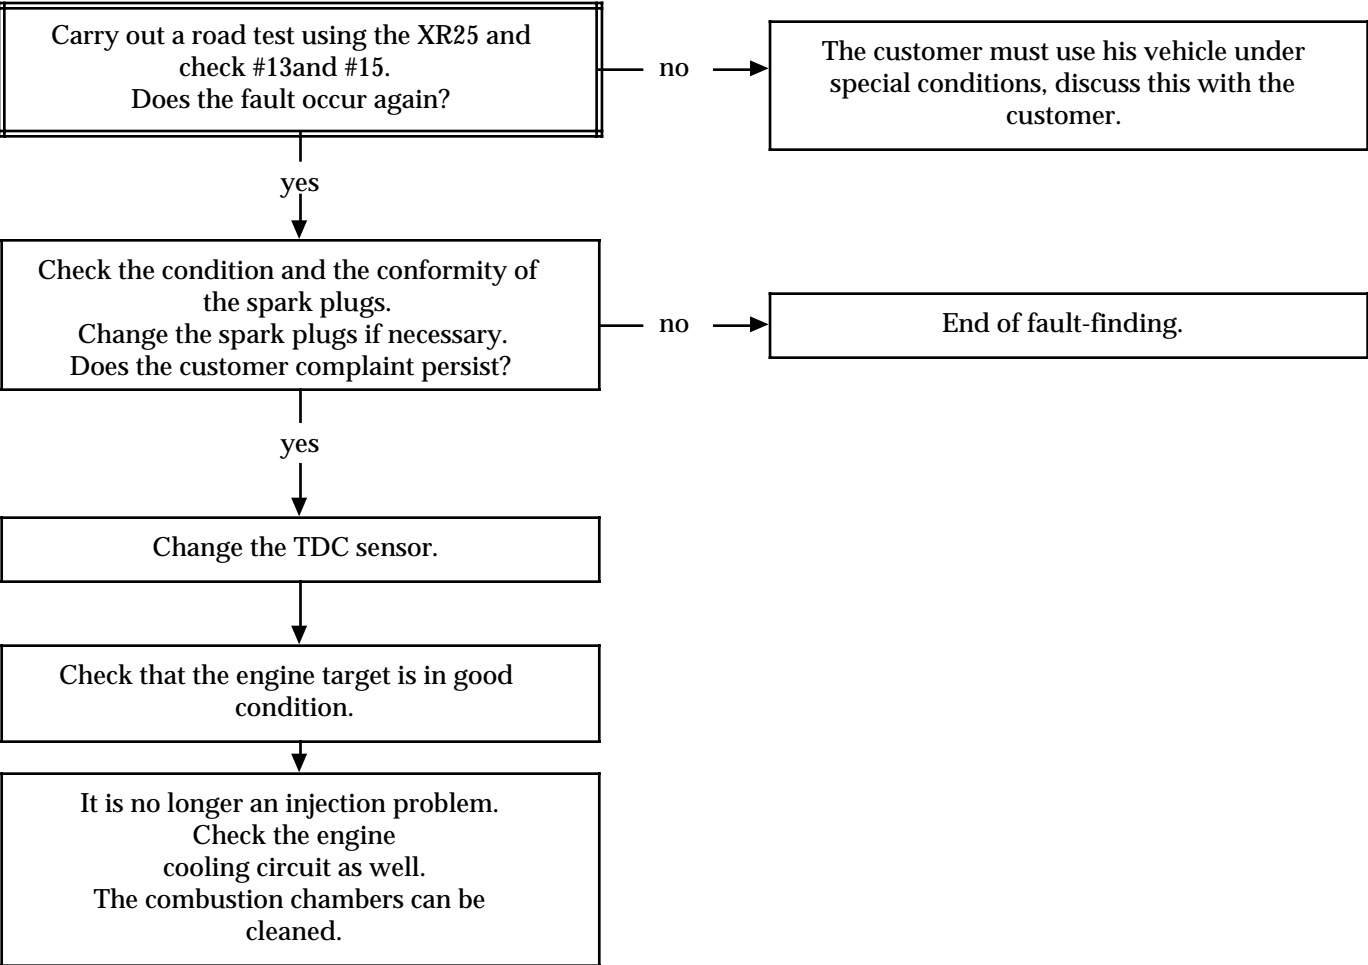 Carry out a road test using the XR25 and
check #13and #15.
Does the fault occur again?
no
The customer must use his vehicle under
special conditions, discuss this with the
customer.
yes
Check the condition and the conformity of
the spark plugs.
Change the spark plugs if necessary.
Does the customer complaint persist?
no
End of fault-finding.
yes
Change the TDC sensor.
Check that the engine target is in good
condition.
It is no longer an injection problem.
Check the engine
cooling circuit as well.
The combustion chambers can be
cleaned.